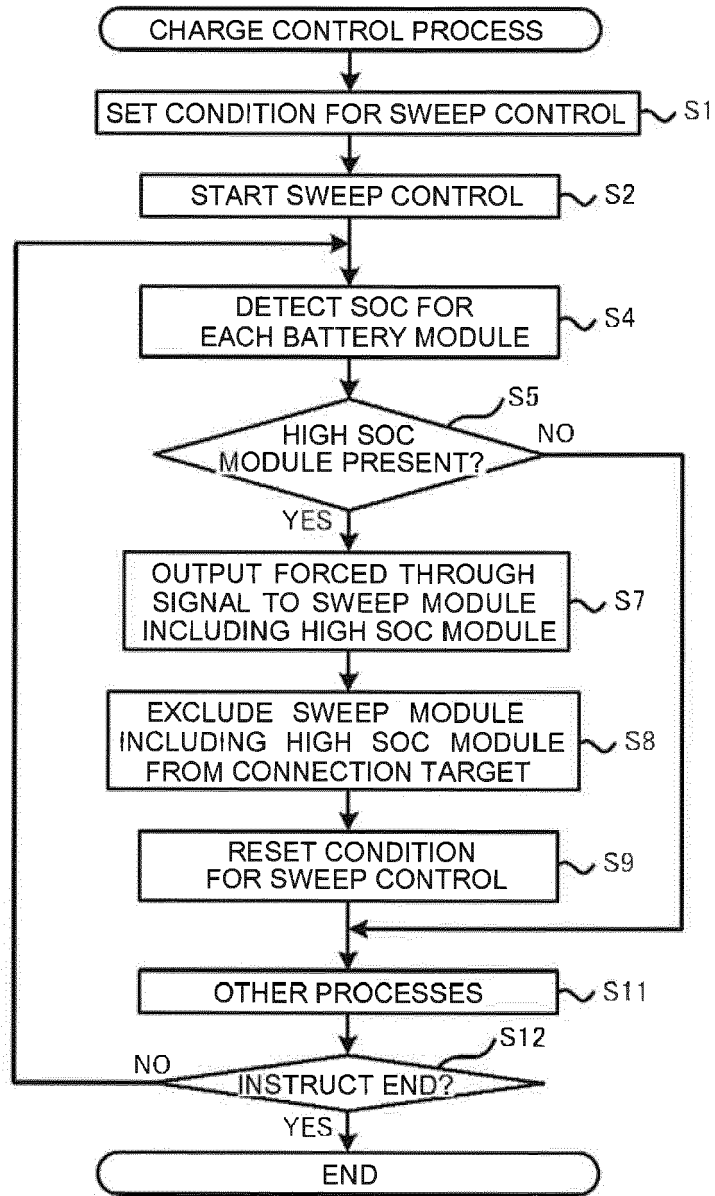 CHARGE CONTROL PROCESS
SET CONDITION FOR SWEEP CONTROL
S1
START SWEEP CONTROL
S2
DETECT SOC FOR
EACH BATTERY MODULE
S4
S5
HIGH SOC
MODULE PRESENT?
NO
YES
OUTPUT FORCED THROUGH
SIGNAL TO SWEEP MODULE
INCLUDING HIGH SOC MODULE
S7
EXCLUDE SWEEP MODULE
INCLUDING HIGH SOC MODULE
FROM CONNECTION TARGET
S8
RESET CONDITION
FOR SWEEP CONTROL
S9
OTHER PROCESSES
S11
S12
NO
INSTRUCT END?
YES
END